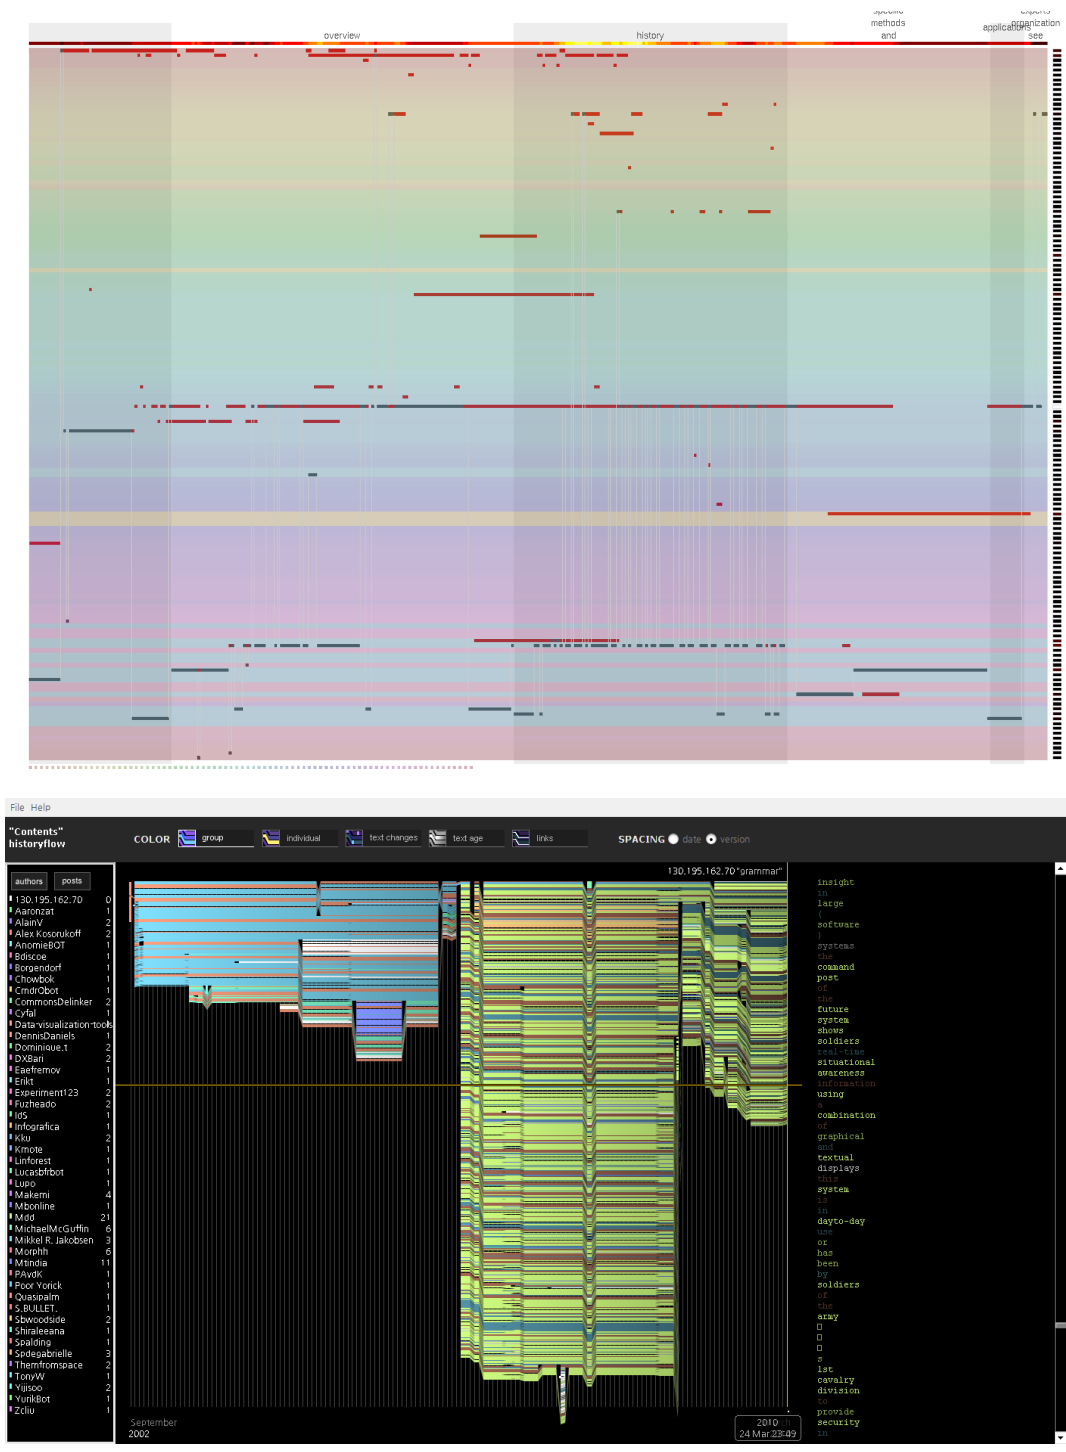 specific
experts
methods
applications
organization
overview
history
and
see
File Help
"Contents"
historyflow
COLOR group individual text changes text age links SPACING date version
authors posts
130.195.162.70 "grammar"
130.195.162.70 0
Aaronzat 1
AlainV 2
Alex Kosorukoff 2
AnomieBOT 1
Bdiscoe 1
Borgendorf 1
Chowbok 1
CmdrObot 1
CommonsDelinker 2
Cyfal 1
Data-visualization-tools
DennisDaniels 1
Dominique.t 2
DXBari 2
Eaefremov 1
Erikt 1
Experiment123 2
Fuzheado 2
IdS 1
Infografica 1
Kku 2
Kmote 1
Linforest 1
Lucasbfrbot 1
Lupo 1
Makemi 4
Mbonline 1
Mdd 21
MichaelMcGuffin 6
Mikkel R. Jakobsen 3
Morphh 6
Mtindia 11
PAvdK 1
Poor Yorick 1
Quasipalm 1
S.BULLET. 1
Sbwoodside 2
Shiraleeana 1
Spalding 1
Spdegabrielle 3
Themfromspace 2
TonyW 1
Yijisoo 2
YurikBot 1
Zcliu 1
insight
in
large
(
software
)
systems
the
command
post
of
the
future
system
shows
soldiers
real-time
situational
awareness
information
using
a
combination
of
graphical
and
textual
displays
this
system
is
in
dayto-day
use
or
has
been
by
soldiers
of
the
army
s
1st
cavalry
division
to
provide
security
in
September
2002
2010
24 Mar 23:49